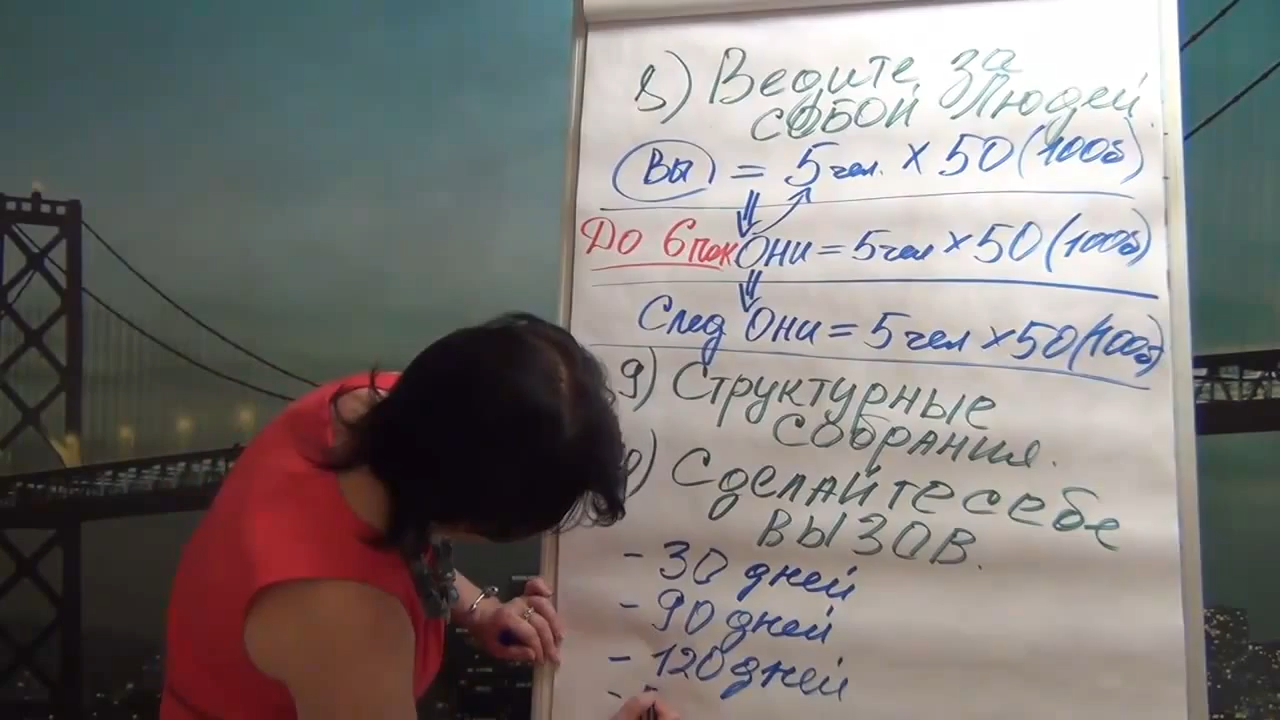 8) Ведите за
собой людей.
Вы = 5 чел. x 50 (100б)
До 6 пок Они = 5 чел x 50 (100б)
След Они = 5 чел x 50 (100б)
9) Структурные
собрания.
Сделайте себе
вызов.
- 30 дней
- 90 дней
- 120 дней
-